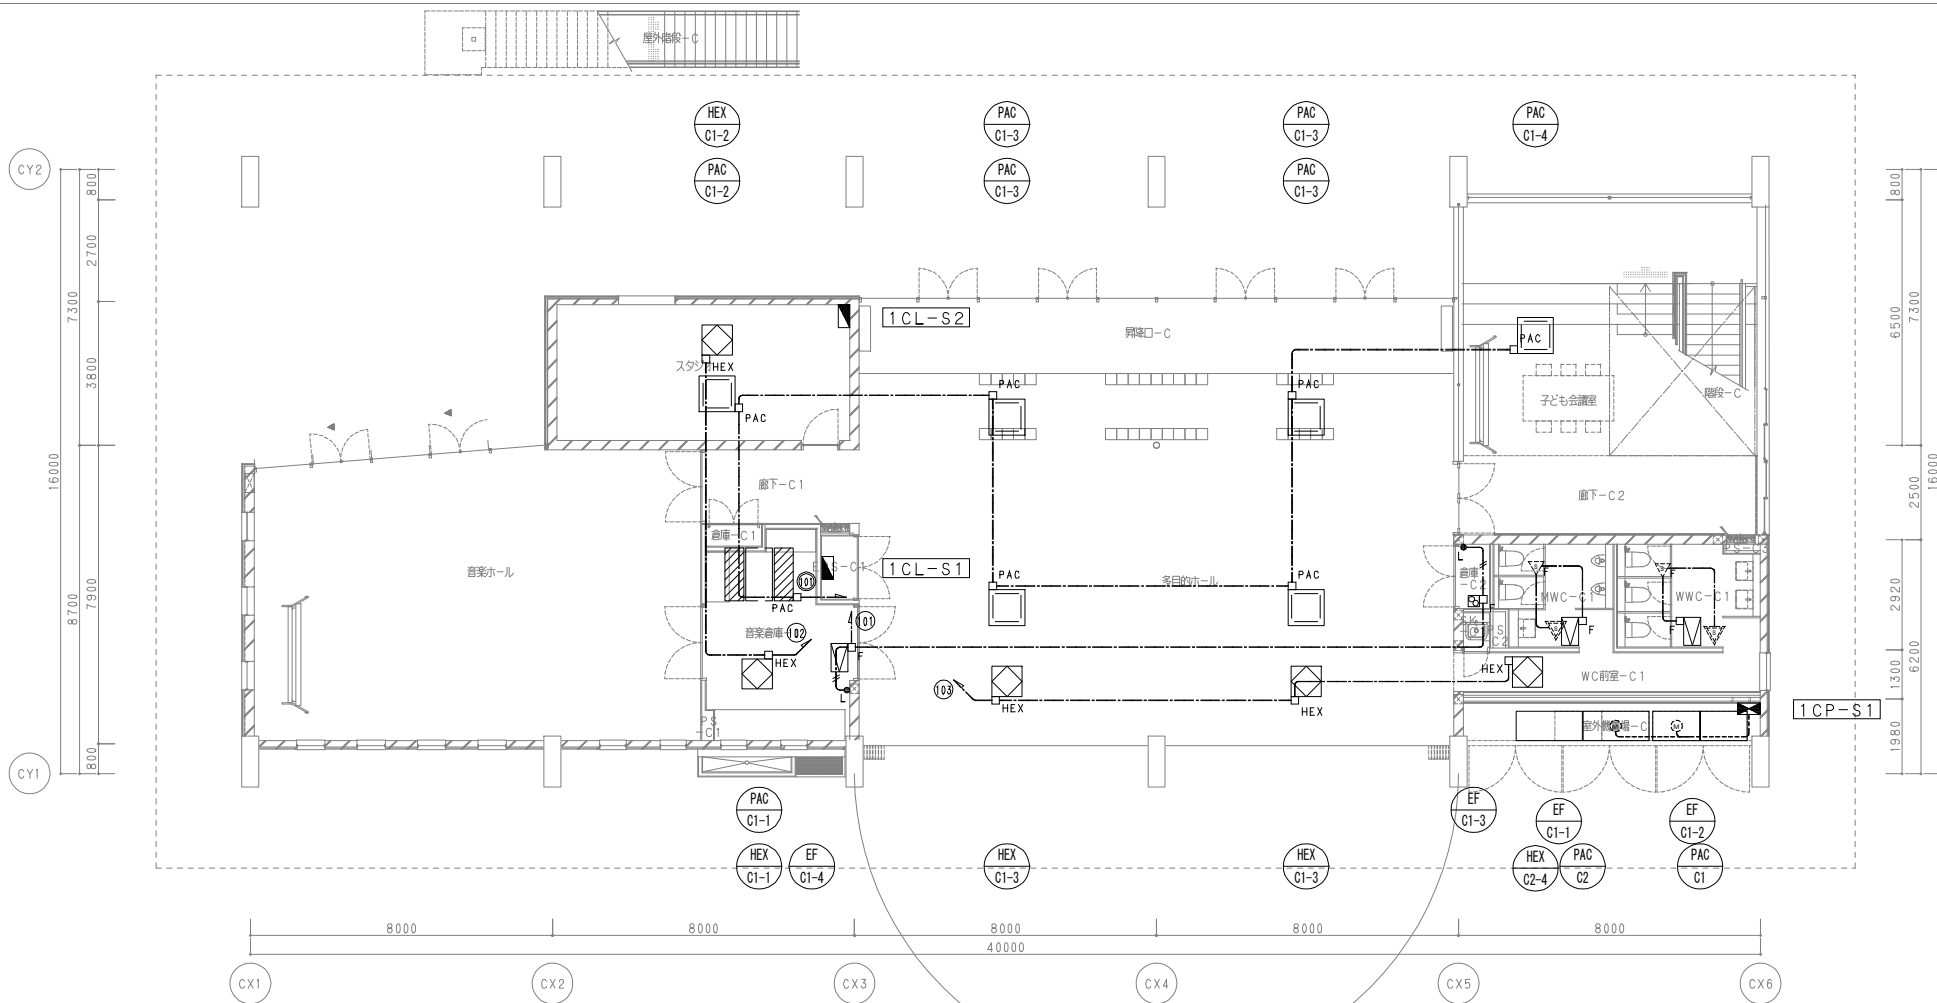 屋外階段-C
HEX
C1-2
PAC
C1-3
PAC
C1-3
PAC
C1-4
PAC
C1-2
PAC
C1-3
PAC
C1-3
CY2
800
2700
7300
3800
16000
8700
7900
800
CY1
800
6500
7300
2500
16000
2920
1300
6200
1980
1CL-S2
昇降口-C
PAC
HEX
PAC
PAC
PAC
子ども会議室
階段-C
廊下-C1
廊下-C2
倉庫-C1
音楽ホール
1CL-S1
101
PAC
PAC
多目的ホール
PAC
L
倉庫
-C2
F
MWC-C1
F
WWC-C1
F
F
F
音楽倉庫
102
101
HEX
F
L
103
HEX
HEX
HEX
WC前室-C1
PS
-C1
M
M
1CP-S1
PAC
C1-1
HEX
C1-1
EF
C1-4
HEX
C1-3
HEX
C1-3
EF
C1-3
EF
C1-1
EF
C1-2
HEX
C2-4
PAC
C2
PAC
C1
8000
8000
8000
8000
8000
40000
CX1
CX2
CX3
CX4
CX5
CX6